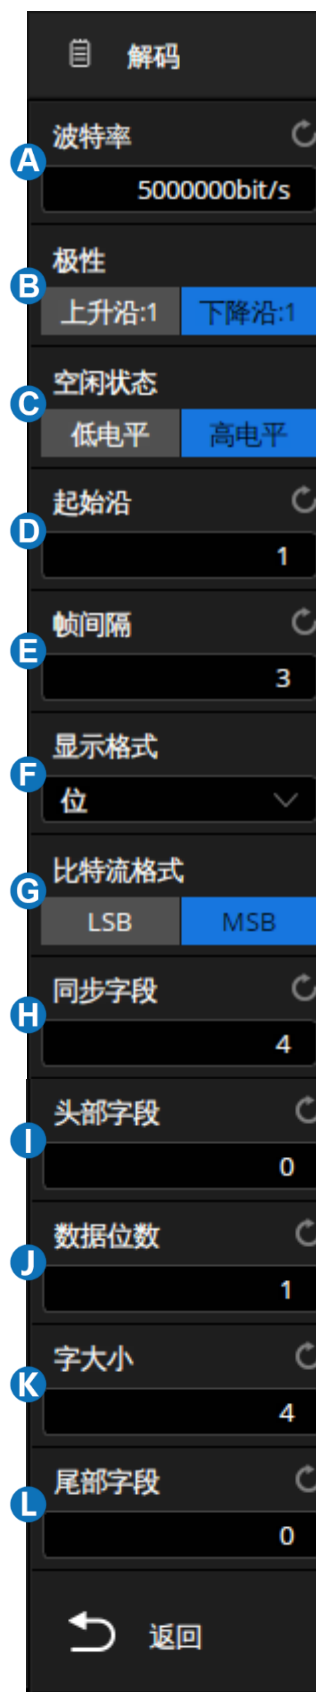 解码
波特率
A
5000000bit/s
极性
B
上升沿:1 下降沿:1
空闲状态
C
低电平 高电平
起始沿
D
1
帧间隔
E
3
显示格式
F
位
比特流格式
G
LSB MSB
同步字段
H
4
头部字段
I
0
数据位数
J
1
字大小
K
4
尾部字段
L
0
返回